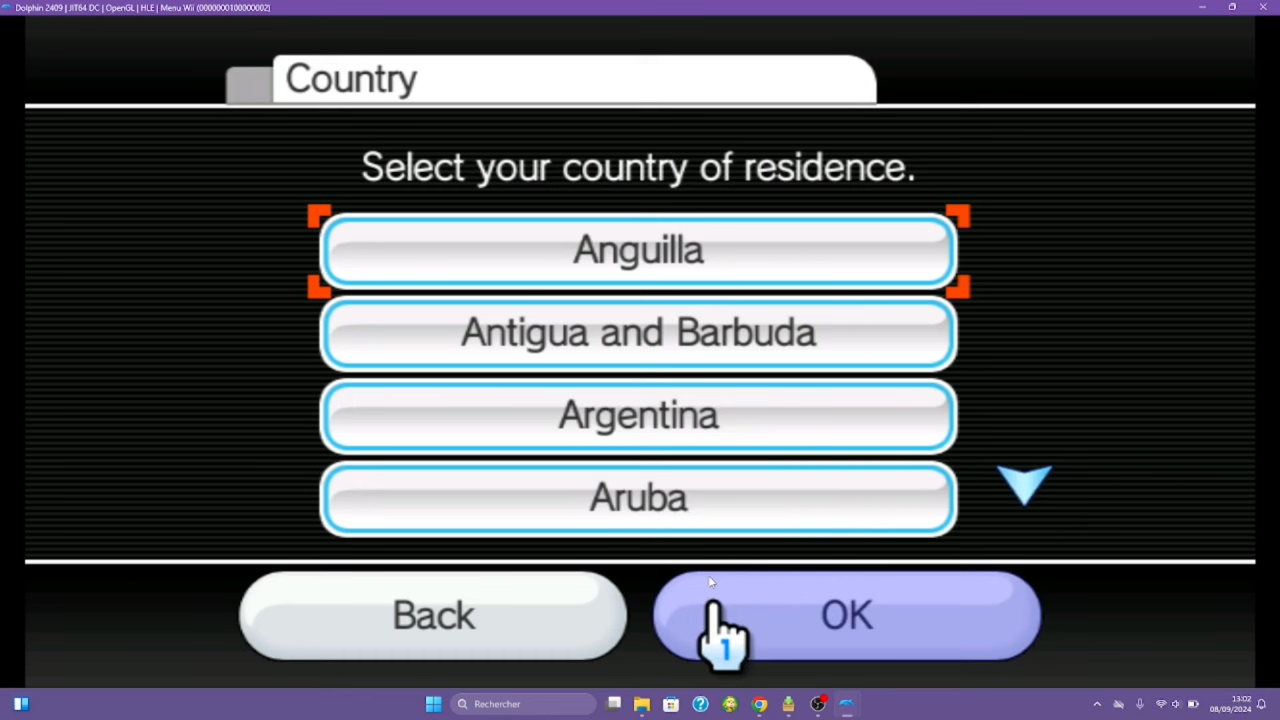 Dolphin 2409 | JIT64 DC | OpenGL | HLE | Menu Wii (0000000100000002)
Country
Select your country of residence.
Anguilla
Antigua and Barbuda
Argentina
Aruba
Back
OK
1
Rechercher
13:02
08/09/2024